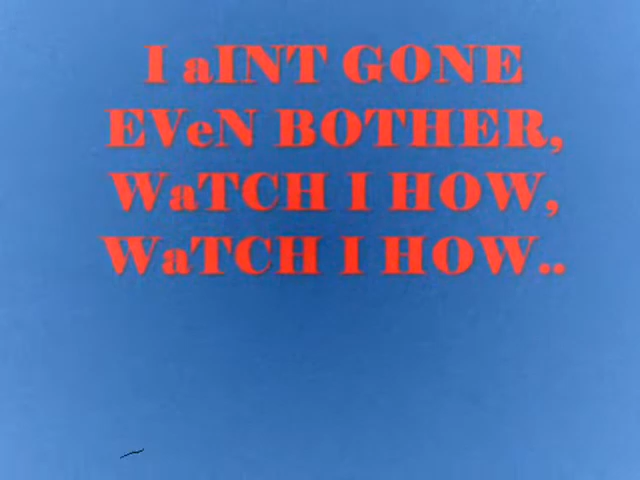 I aINT GONE
EVeN BOTHER,
WaTCH I HOW,
WaTCH I HOW..